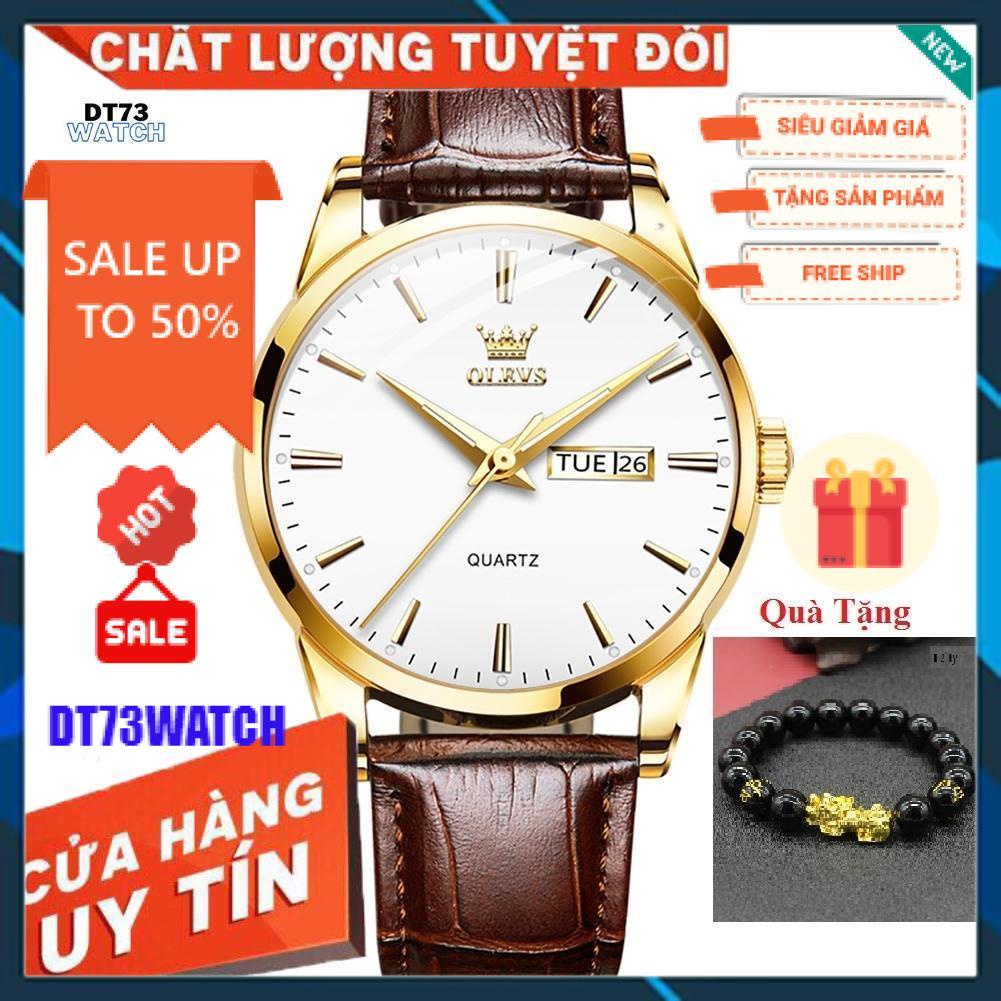 CHẤT LƯỢNG TUYỆT ĐỐI
NEW
DT73
WATCH
SIÊU GIẢM GIÁ
TẶNG SẢN PHẨM
FREE SHIP
SALE UP
TO 50%
OLEVS
TUE 26
QUARTZ
HOT
SALE
Quà Tặng
DT73WATCH
CỬA HÀNG
UY TÍN